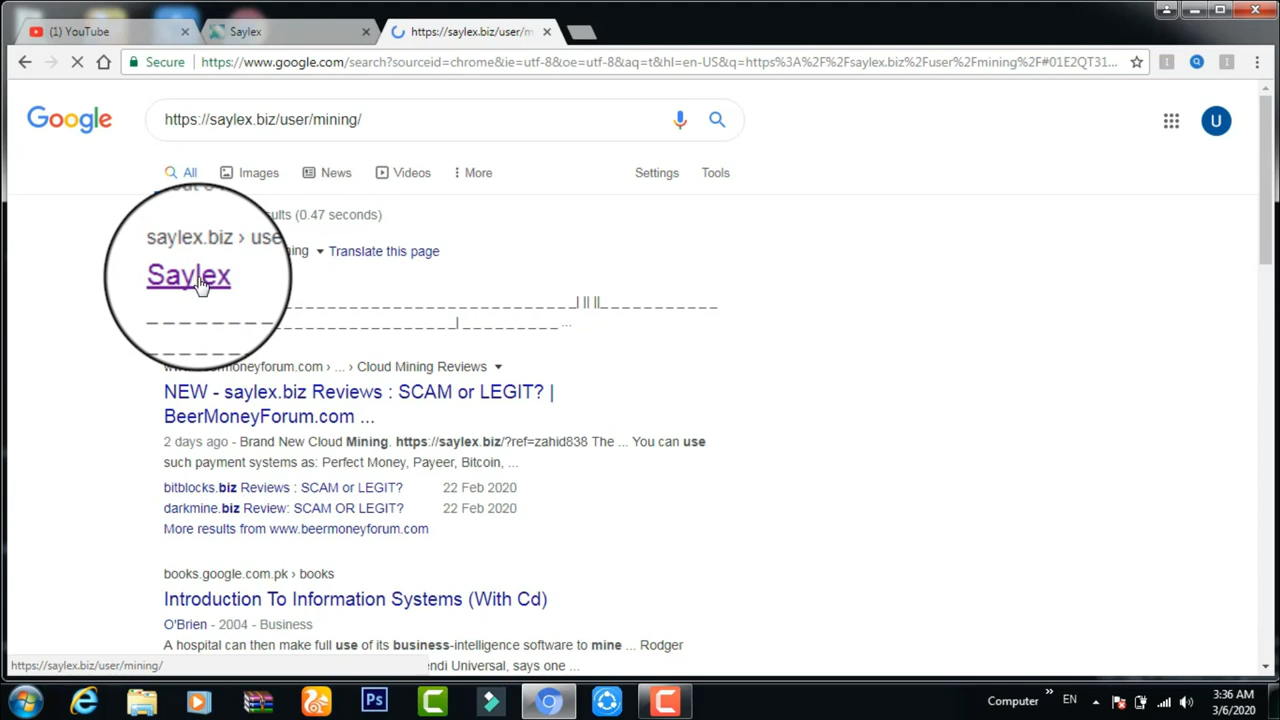 (1) YouTube
Saylex
https://saylex.biz/user/m
Secure
https://www.google.com/search?sourceid=chrome&ie=utf-8&oe=utf-8&aq=t&hl=en-US&q=https%3A%2F%2Fsaylex.biz%2Fuser%2Fmining%2F#01E2QT31...
Google
https://saylex.biz/user/mining/
U
All
Images
News
Videos
More
Settings
Tools
(0.47 seconds)
saylex.biz › use
Translate this page
Saylex
_ _ _ _ _ _ _ _ _ _ _ _ _ _ _ _ _ _ _ _ _ _ _ _ _| || ||_ _ _ _ _ _ _ _ _ _
_ _ _ _ _ _ _ _ _ _ _ _ _ _ _ _ _ _ _ _ _ _ _ _| _ _ _ _ _ _ _ _ _ ...
› ... › Cloud Mining Reviews
NEW - saylex.biz Reviews : SCAM or LEGIT? |
BeerMoneyForum.com ...
2 days ago - Brand New Cloud Mining. https://saylex.biz/?ref=zahid838 The ... You can use
such payment systems as: Perfect Money, Payeer, Bitcoin, ...
bitblocks.biz Reviews : SCAM or LEGIT? 22 Feb 2020
darkmine.biz Review: SCAM OR LEGIT? 22 Feb 2020
More results from www.beermoneyforum.com
books.google.com.pk › books
Introduction To Information Systems (With Cd)
O'Brien - 2004 - Business
A hospital can then make full use of its business-intelligence software to mine ... Rodger
https://saylex.biz/user/mining/
Universal, says one ...
Ps
Computer
»
EN
3:36 AM
3/6/2020